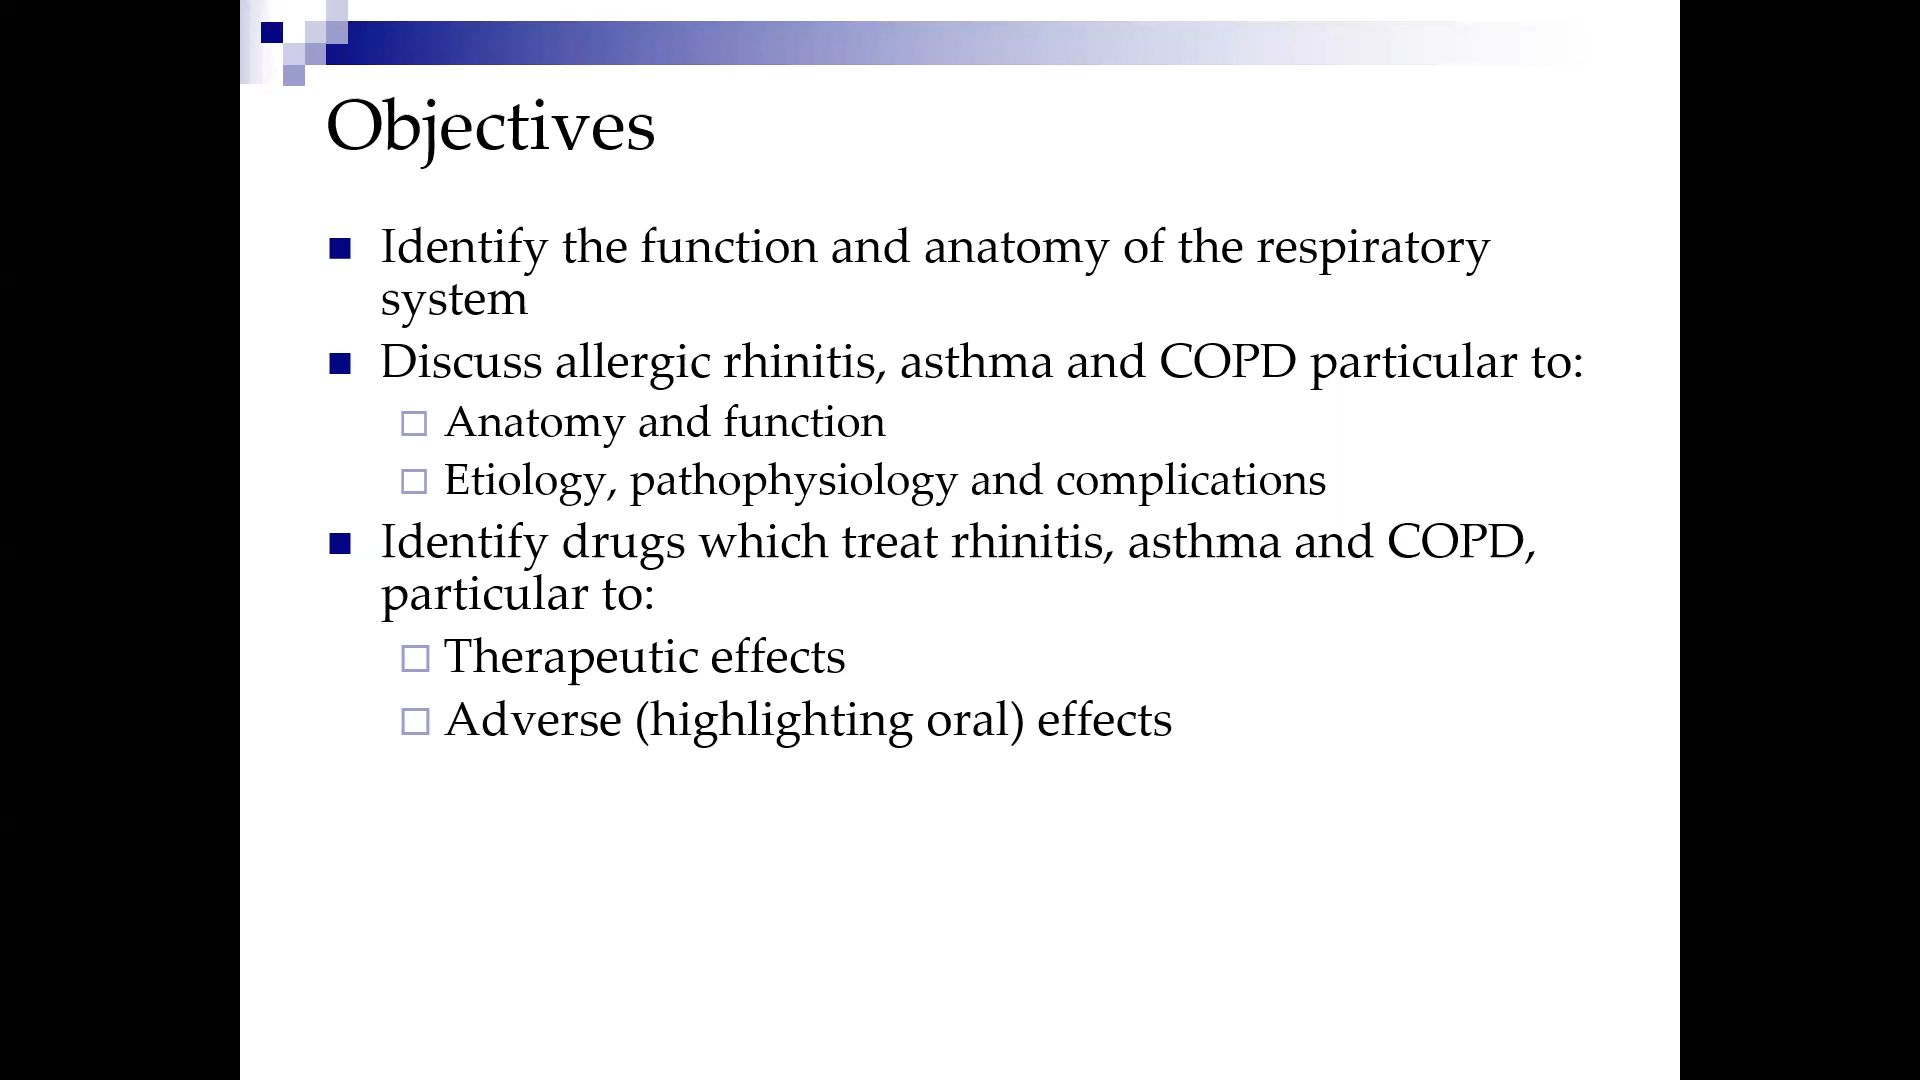 Objectives
Identify the function and anatomy of the respiratory
system
Discuss allergic rhinitis, asthma and COPD particular to:
Anatomy and function
Etiology, pathophysiology and complications
Identify drugs which treat rhinitis, asthma and COPD,
particular to:
Therapeutic effects
Adverse (highlighting oral) effects